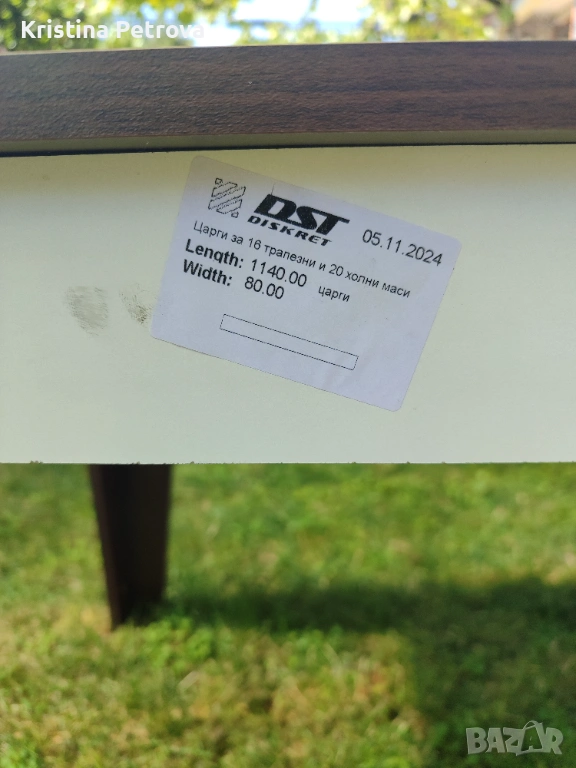 Kristina Petrova
DST
DISKRET
05.11.2024
Царги за 16 трапезни и 20 холни маси
Length: 1140.00 царги
Width: 80.00
BAZAR